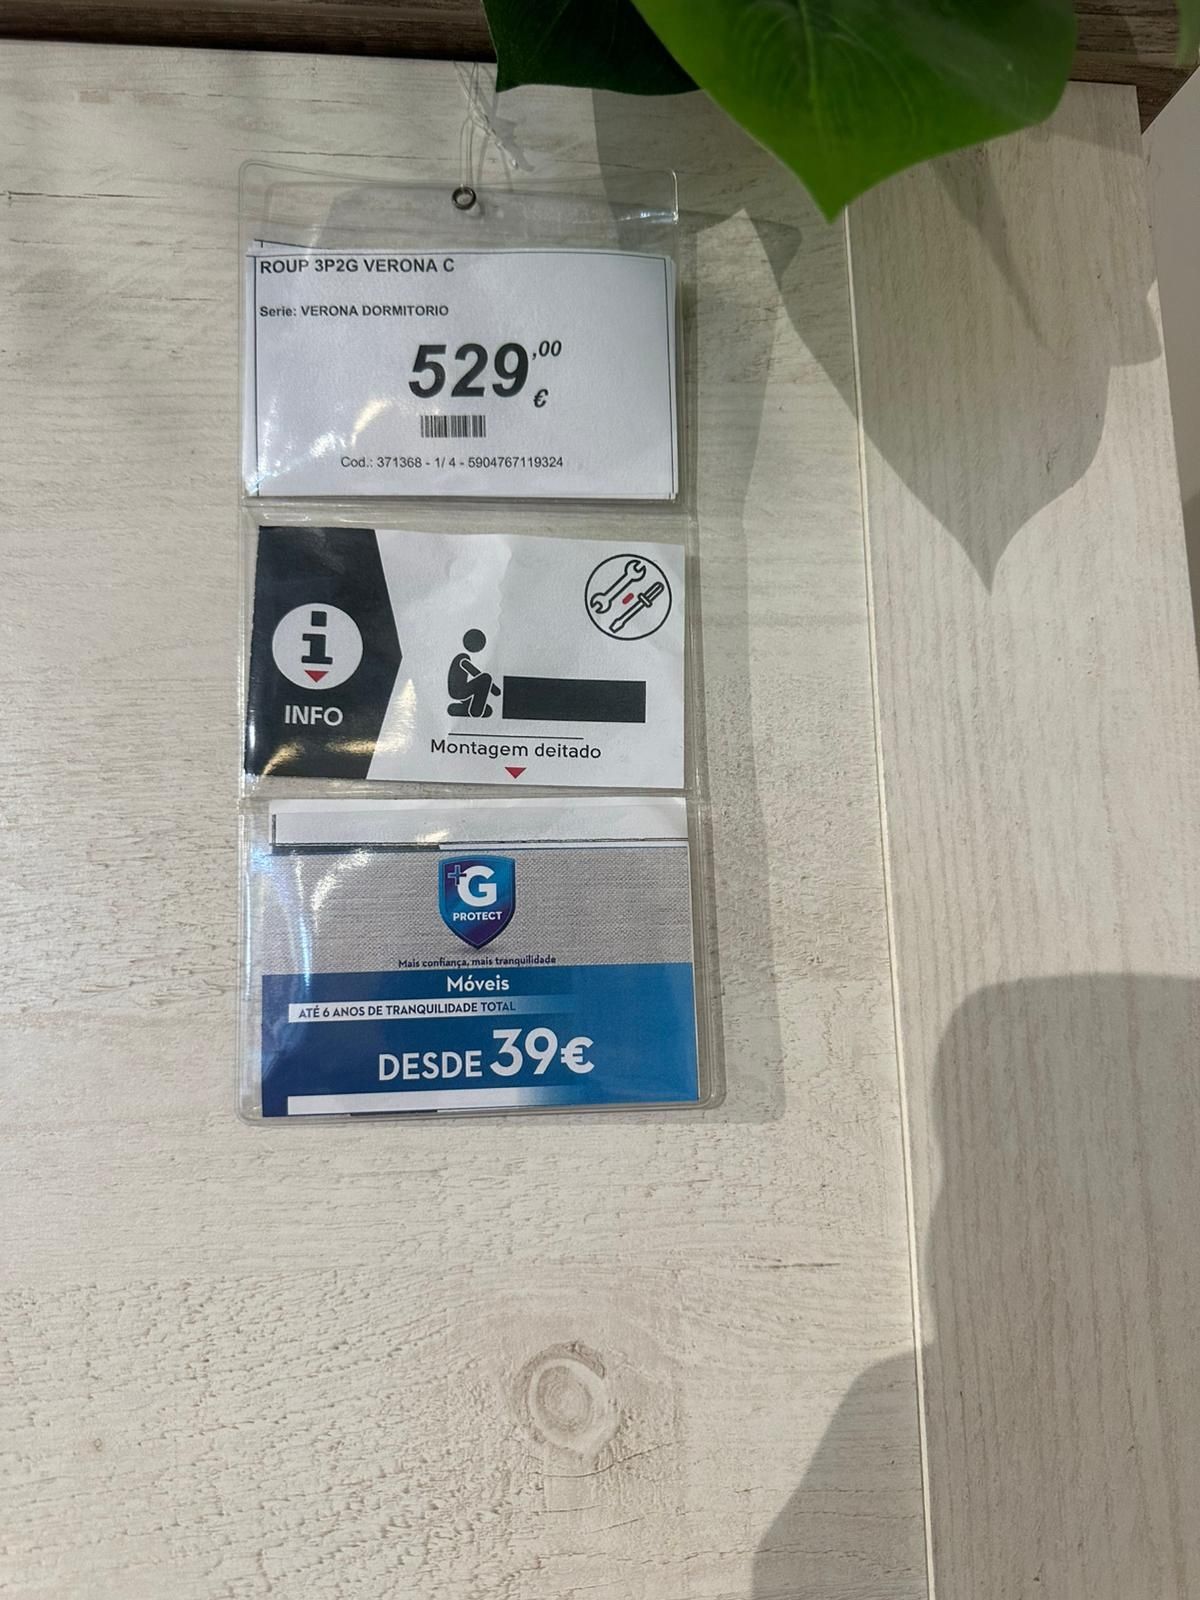 ROUP 3P2G VERONA C
Serie: VERONA DORMITORIO
529,00 €
Cod.: 371368 - 1/ 4 - 5904767119324
i
INFO
Montagem deitado
+G
PROTECT
Mais confiança, mais tranquilidade
Móveis
ATÉ 6 ANOS DE TRANQUILIDADE TOTAL
DESDE 39€